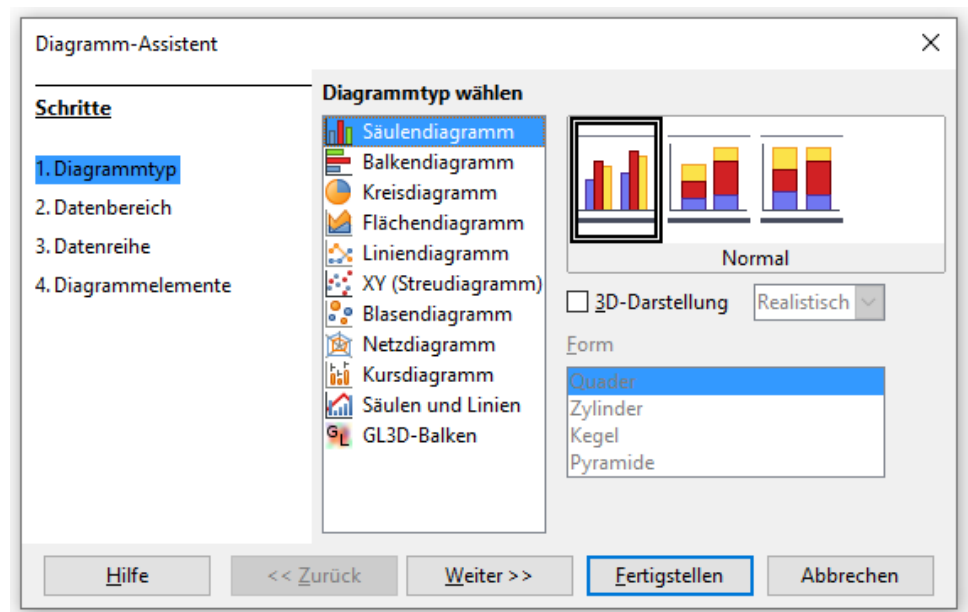 Diagramm-Assistent
Schritte
1. Diagrammtyp
2. Datenbereich
3. Datenreihe
4. Diagrammelemente
Diagrammtyp wählen
Säulendiagramm
Balkendiagramm
Kreisdiagramm
Flächendiagramm
Liniendiagramm
XY (Streudiagramm)
Blasendiagramm
Netzdiagramm
Kursdiagramm
Säulen und Linien
GL GL3D-Balken
Normal
3D-Darstellung Realistisch
Form
Quader
Zylinder
Kegel
Pyramide
Hilfe << Zurück Weiter >> Fertigstellen Abbrechen